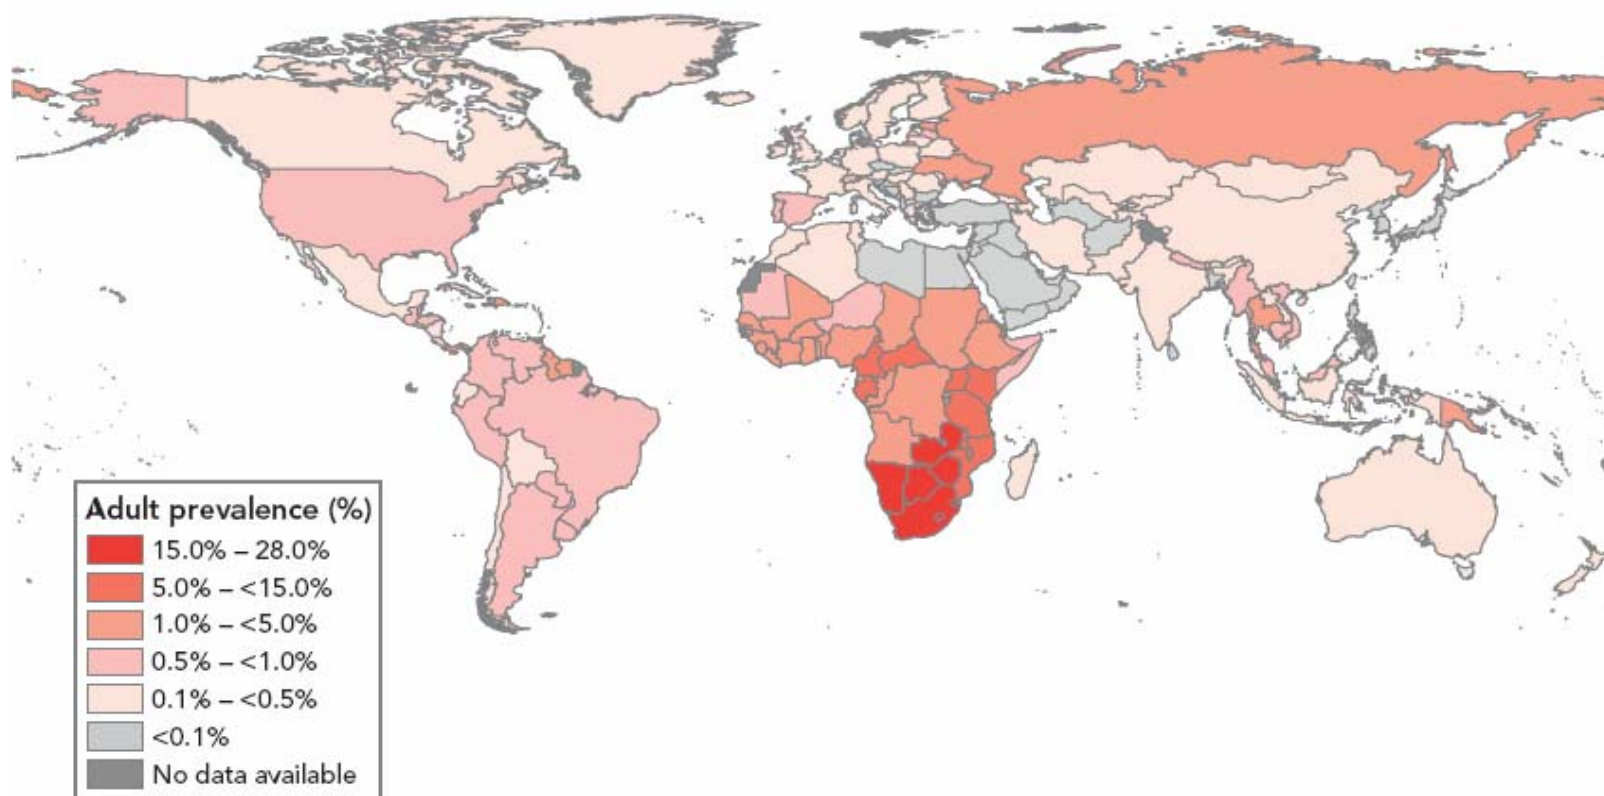 Adult prevalence (%)
15.0% – 28.0%
5.0% – <15.0%
1.0% – <5.0%
0.5% – <1.0%
0.1% – <0.5%
<0.1%
No data available